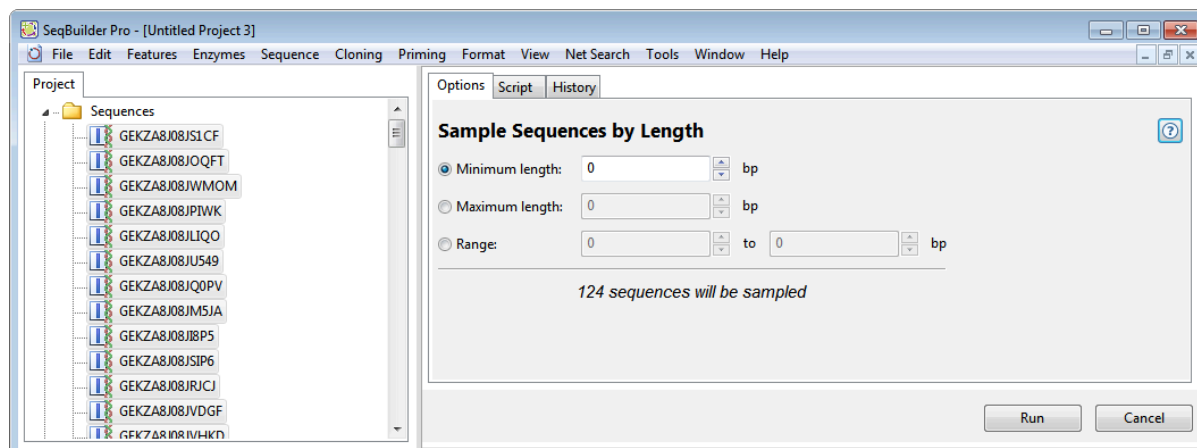 SeqBuilder Pro - [Untitled Project 3]
File Edit Features Enzymes Sequence Cloning Priming Format View Net Search Tools Window Help
Project
Sequences
GEKZA8J08JS1CF
GEKZA8J08JOQFT
GEKZA8J08JWMOM
GEKZA8J08JPIWK
GEKZA8J08JLIQO
GEKZA8J08JU549
GEKZA8J08JQ0PV
GEKZA8J08JM5JA
GEKZA8J08JI8P5
GEKZA8J08JSIP6
GEKZA8J08JRJCJ
GEKZA8J08JVDGF
GEKZA8J08JVHKD
Options Script History
Sample Sequences by Length
Minimum length: 0 bp
Maximum length: 0 bp
Range: 0 to 0 bp
124 sequences will be sampled
Run Cancel